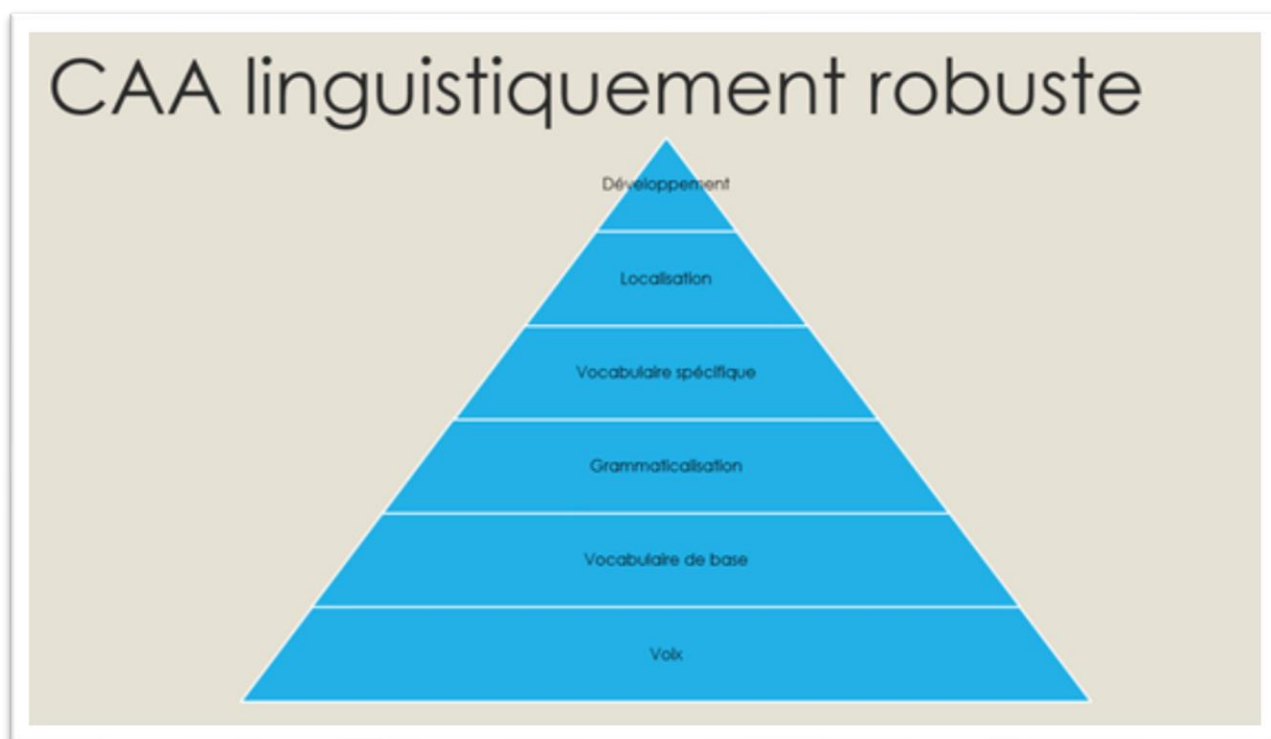 CAA linguistiquement robuste
Développement
Localisation
Vocabulaire spécifique
Grammaticalisation
Vocabulaire de base
Voix